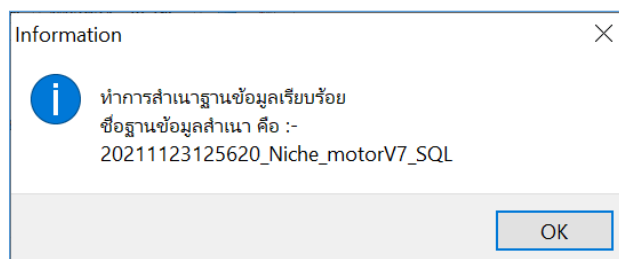 Information
ทำการสำเนาฐานข้อมูลเรียบร้อย
ชื่อฐานข้อมูลสำเนา คือ :-
20211123125620_Niche_motorV7_SQL
OK